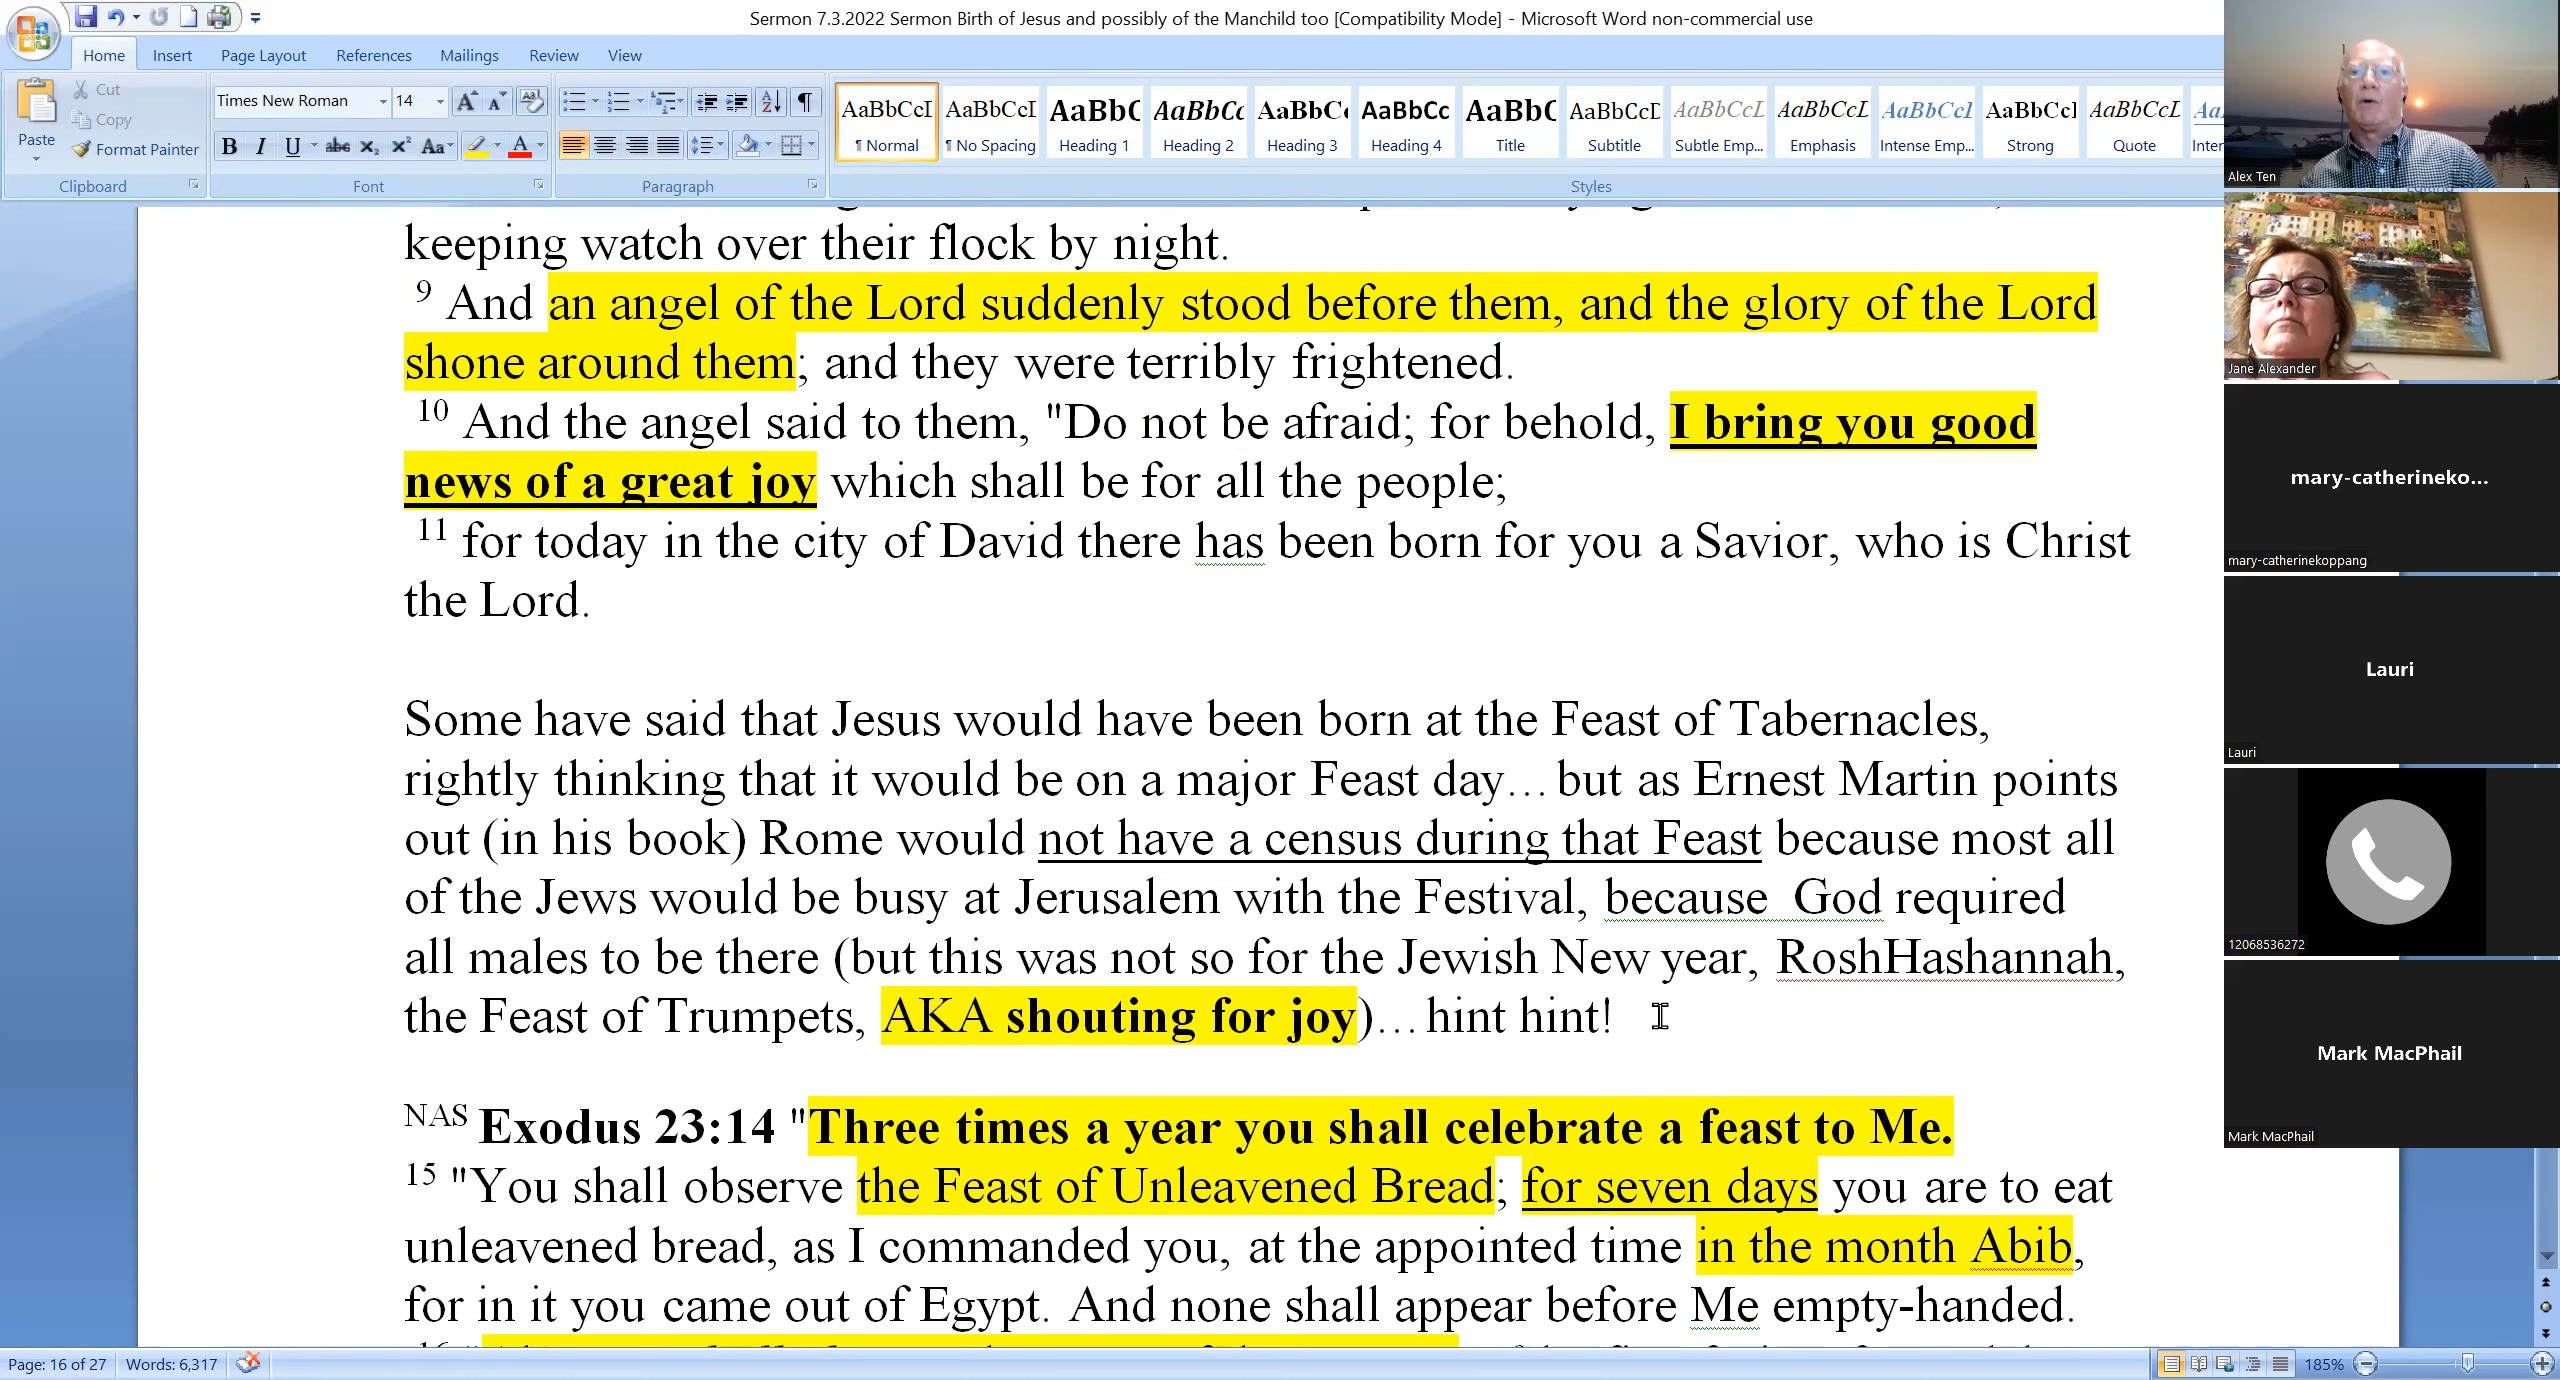 Sermon 7.3.2022 Sermon Birth of Jesus and possibly of the Manchild too [Compatibility Mode] - Microsoft Word non-commercial use
Home Insert Page Layout References Mailings Review View
Paste
Cut
Copy
Format Painter
Clipboard
Times New Roman 14
Font
Paragraph
AaBbCcI AaBbCcI AaBbC AaBbCc AaBbCc AaBbCc AaBbC AaBbCcD AaBbCcL AaBbCcL AaBbCcI AaBbCcI AaBbCcL
¶ Normal ¶ No Spacing Heading 1 Heading 2 Heading 3 Heading 4 Title Subtitle Subtle Emp... Emphasis Intense Emp... Strong Quote
Styles
keeping watch over their flock by night.
9 And an angel of the Lord suddenly stood before them, and the glory of the Lord
shone around them; and they were terribly frightened.
10 And the angel said to them, "Do not be afraid; for behold, I bring you good
news of a great joy which shall be for all the people;
11 for today in the city of David there has been born for you a Savior, who is Christ
the Lord.
Some have said that Jesus would have been born at the Feast of Tabernacles,
rightly thinking that it would be on a major Feast day… but as Ernest Martin points
out (in his book) Rome would not have a census during that Feast because most all
of the Jews would be busy at Jerusalem with the Festival, because  God required
all males to be there (but this was not so for the Jewish New year, RoshHashannah,
the Feast of Trumpets, AKA shouting for joy)… hint hint!
NAS Exodus 23:14 "Three times a year you shall celebrate a feast to Me.
15 "You shall observe the Feast of Unleavened Bread; for seven days you are to eat
unleavened bread, as I commanded you, at the appointed time in the month Abib,
for in it you came out of Egypt. And none shall appear before Me empty-handed.
Page: 16 of 27 Words: 6,317
185%
Alex Ten
Jane Alexander
mary-catherineko...
mary-catherinekoppang
Lauri
Lauri
12068536272
Mark MacPhail
Mark MacPhail